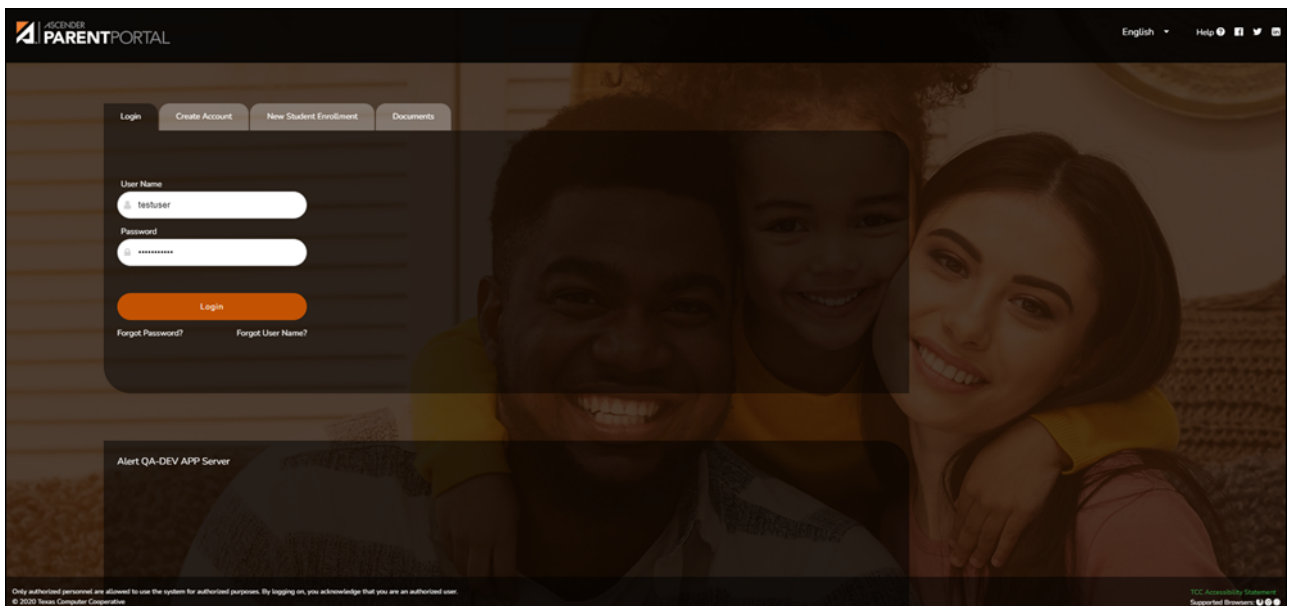 ASCENDER
PARENTPORTAL
English
Help
Login
Create Account
New Student Enrollment
Documents
User Name
testuser
Password
Login
Forgot Password?
Forgot User Name?
Alert QA-DEV APP Server
Only authorized personnel are allowed to use the system for authorized purposes. By logging on, you acknowledge that you are an authorized user.
© 2020 Texas Computer Cooperative
TCC Accessibility Statement
Supported Browsers: